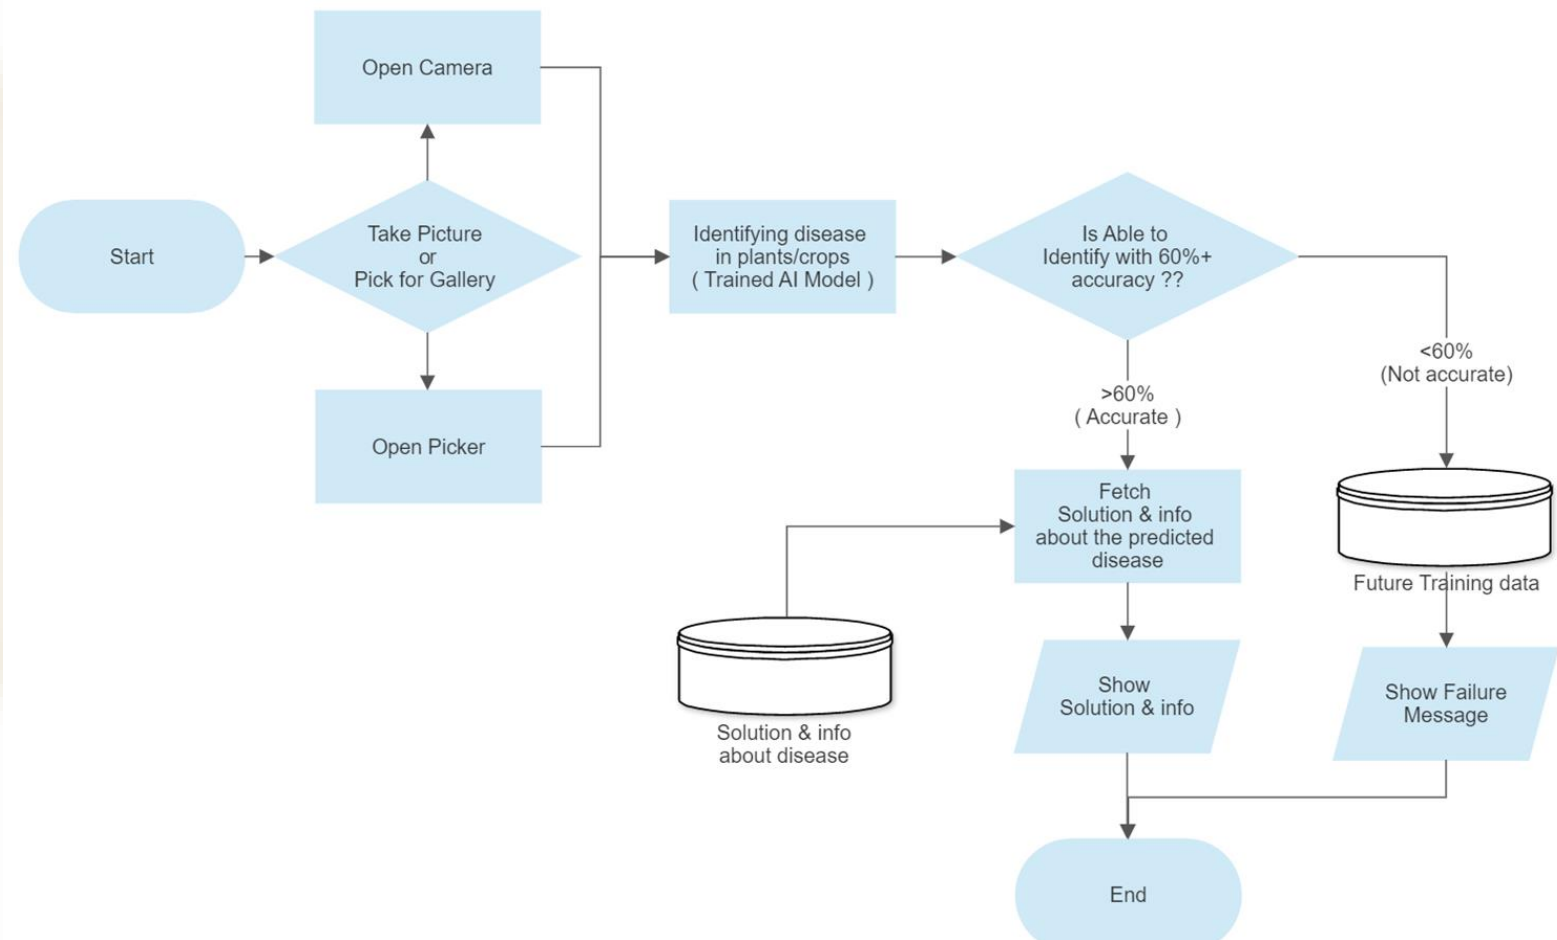 Open Camera
Start
Take Picture
or
Pick for Gallery
Open Picker
Identifying disease
in plants/crops
( Trained AI Model )
Is Able to
Identify with 60%+
accuracy ??
<60%
(Not accurate)
>60%
( Accurate )
Fetch
Solution & info
about the predicted
disease
Future Training data
Solution & info
about disease
Show
Solution & info
Show Failure
Message
End